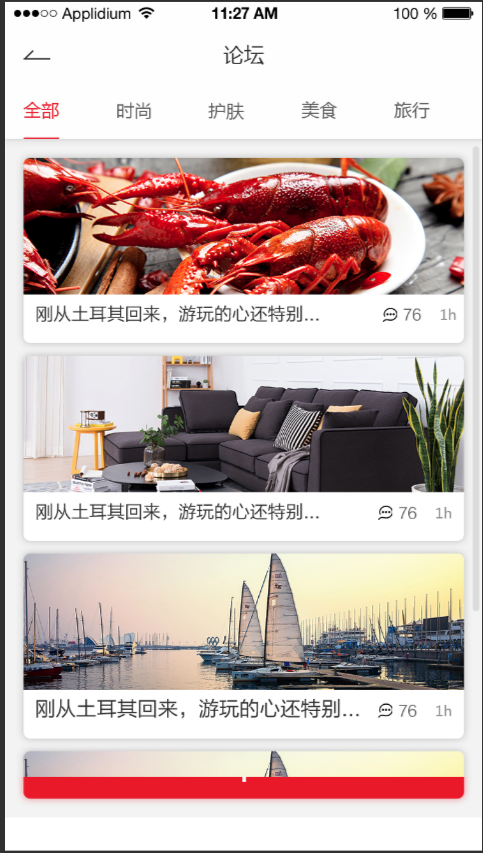 Applidium 11:27 AM 100 %
论坛
全部 时尚 护肤 美食 旅行
刚从土耳其回来，游玩的心还特别... 76 1h
刚从土耳其回来，游玩的心还特别... 76 1h
刚从土耳其回来，游玩的心还特别... 76 1h